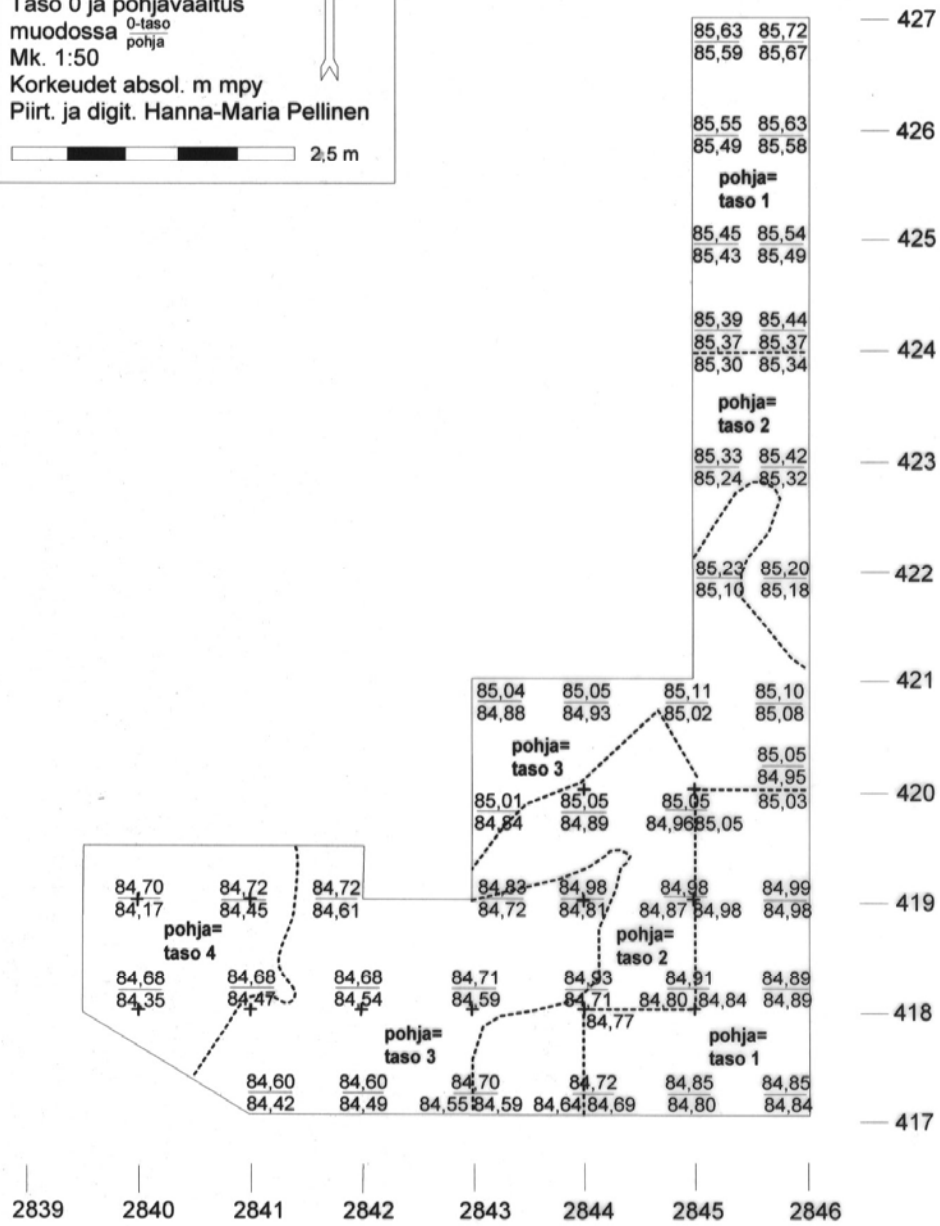 Taso 0 ja pohjavaaitus
muodossa 0-taso
pohja
Mk. 1:50
Korkeudet absol. m mpy
Piirt. ja digit. Hanna-Maria Pellinen
2,5 m
427
85,63 85,72
85,59 85,67
426
85,55 85,63
85,49 85,58
pohja=
taso 1
425
85,45 85,54
85,43 85,49
85,39 85,44
85,37 85,37
424
85,30 85,34
pohja=
taso 2
423
85,33 85,42
85,24 85,32
422
85,23 85,20
85,10 85,18
421
85,04 85,05 85,11 85,10
84,88 84,93 85,02 85,08
pohja=
taso 3
85,05
84,95
420
85,01 85,05 85,05 85,03
84,84 84,89 84,96 85,05
84,70 84,72 84,72 84,83 84,98 84,98 84,99
419
84,17 84,45 84,61 84,72 84,81 84,87 84,98 84,98
pohja=
taso 4
pohja=
taso 2
84,68 84,68 84,68 84,71 84,93 84,91 84,89
84,35 84,47 84,54 84,59 84,71 84,80 84,84 84,89
418
84,77
pohja=
taso 3
pohja=
taso 1
84,60 84,60 84,70 84,72 84,85 84,85
84,42 84,49 84,55 84,59 84,64 84,69 84,80 84,84
417
2839 2840 2841 2842 2843 2844 2845 2846